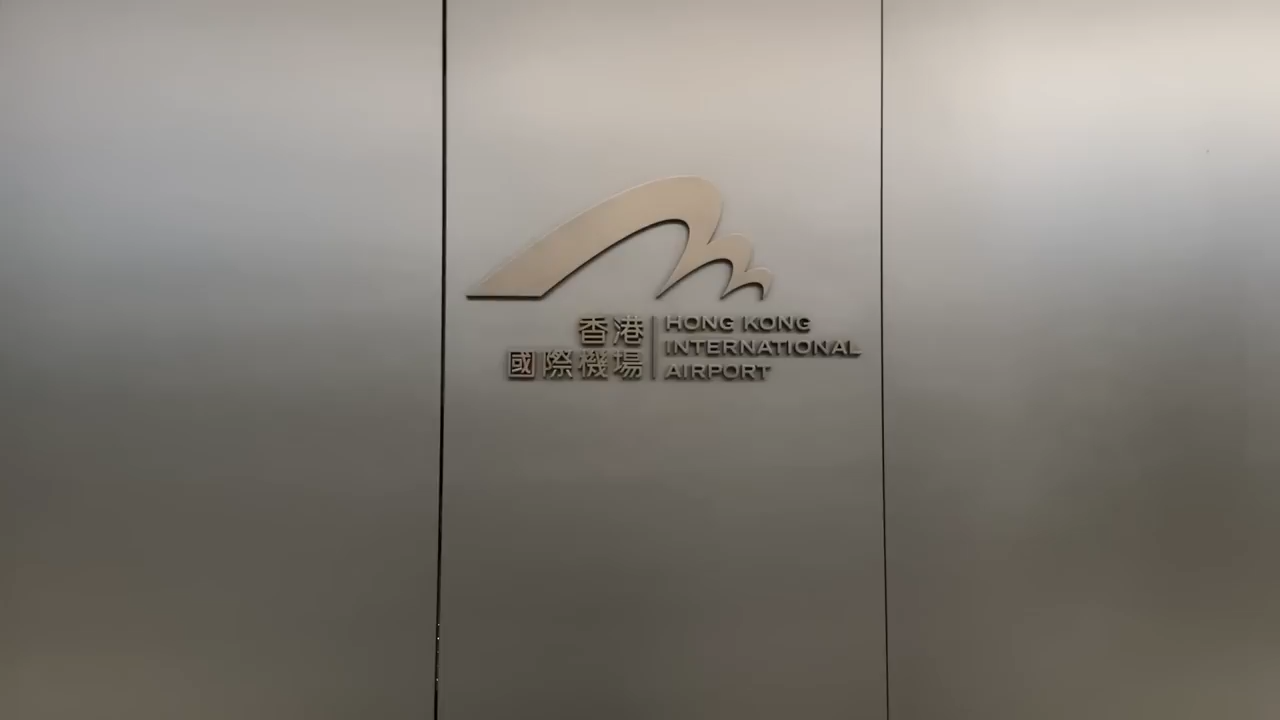 香港
國際機場
HONG KONG
INTERNATIONAL
AIRPORT